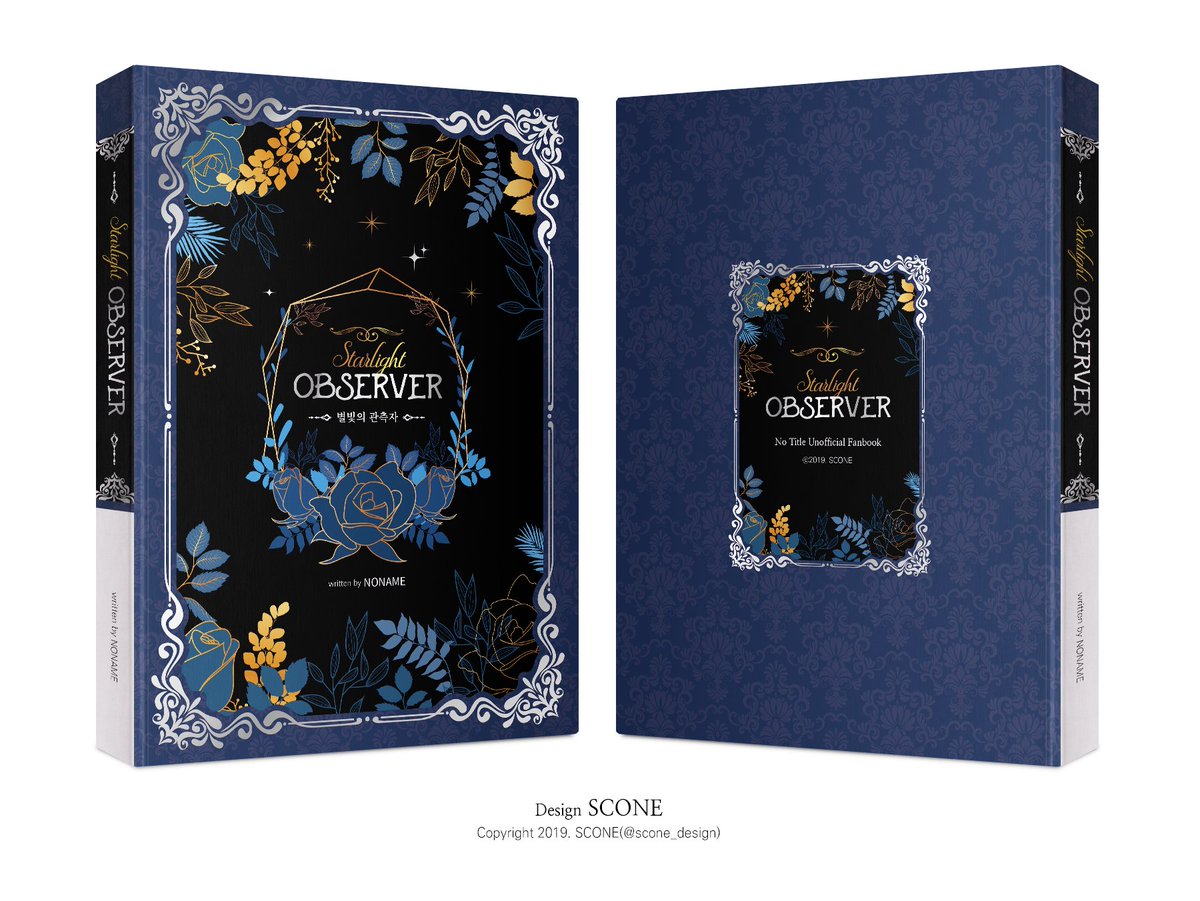 Starlight
OBSERVER
별빛의 관측자
written by NONAME
Starlight OBSERVER
written by NONAME
Starlight
OBSERVER
No Title Unofficial Fanbook
©2019. SCONE
Starlight OBSERVER
written by NONAME
Design SCONE
Copyright 2019. SCONE(@scone_design)